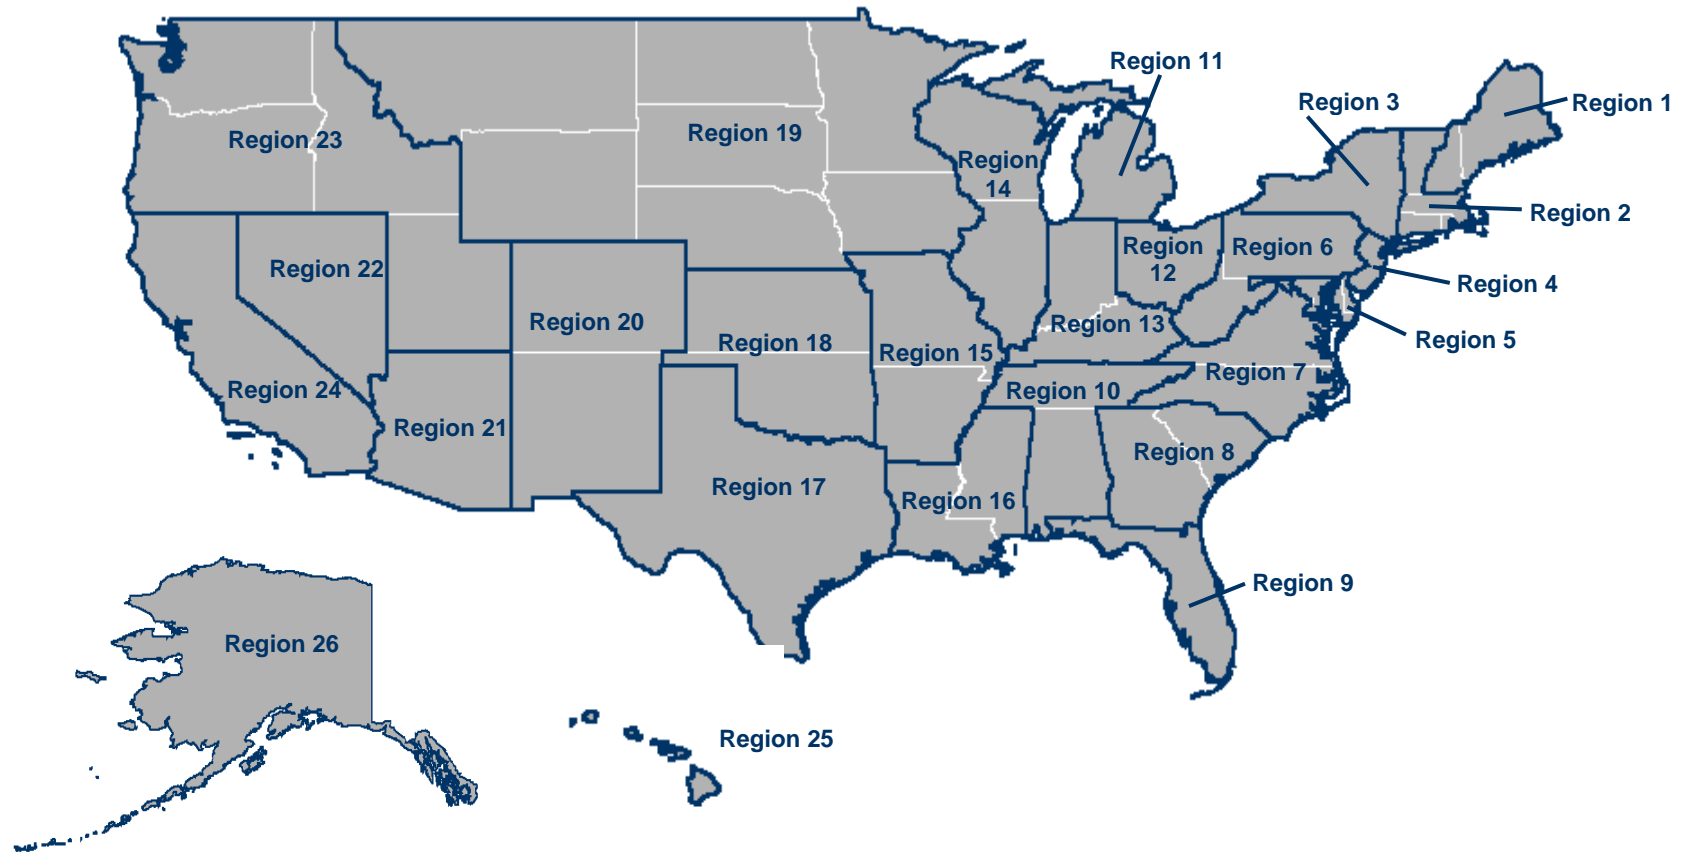 Region 11
Region 3
Region 1
Region 23
Region 19
Region
14
Region 2
Region 22
Region
12
Region 6
Region 4
Region 20
Region 18
Region 13
Region 5
Region 15
Region 7
Region 24
Region 10
Region 21
Region 8
Region 17
Region 16
Region 9
Region 26
Region 25